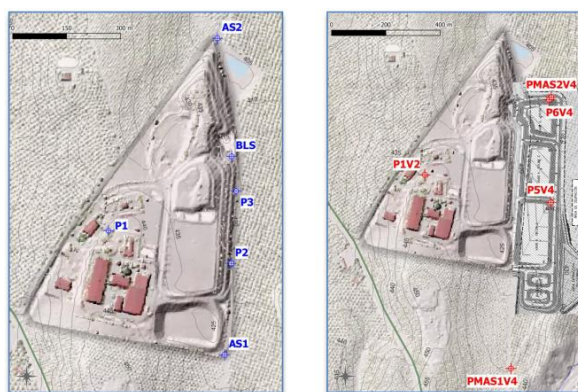 0 150 300 m
AS2
BLS
P3
P1
P2
AS1
0 200 400 m
PMAS2V4
P6V4
P1V2
P5V4
PMAS1V4